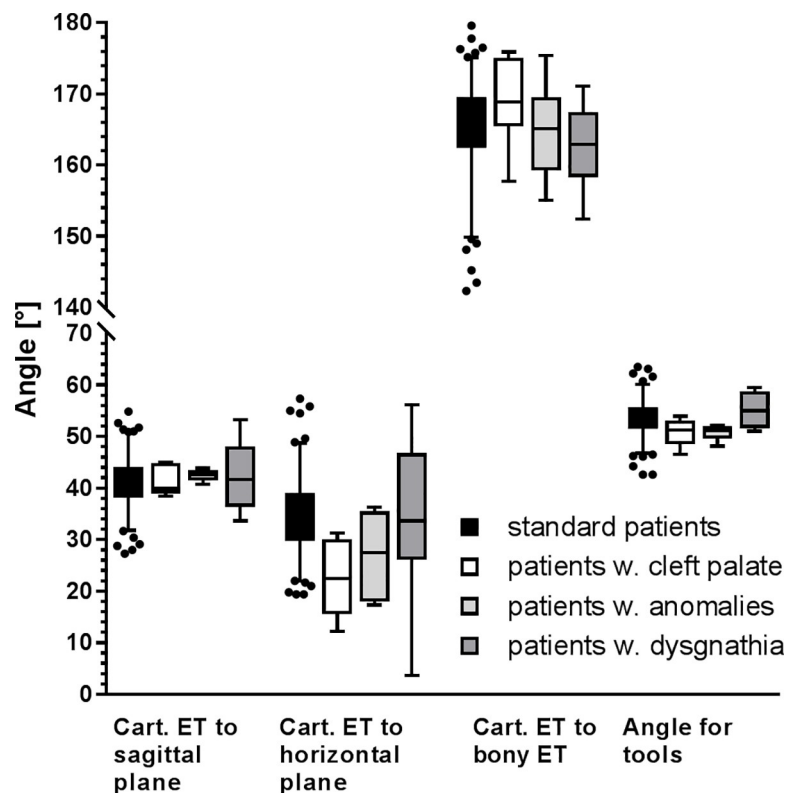 180
170
160
150
140
70
60
50
40
30
20
10
0
Angle [°]
standard patients
patients w. cleft palate
patients w. anomalies
patients w. dysgnathia
Cart. ET to
sagittal
plane
Cart. ET to
horizontal
plane
Cart. ET to
bony ET
Angle for
tools